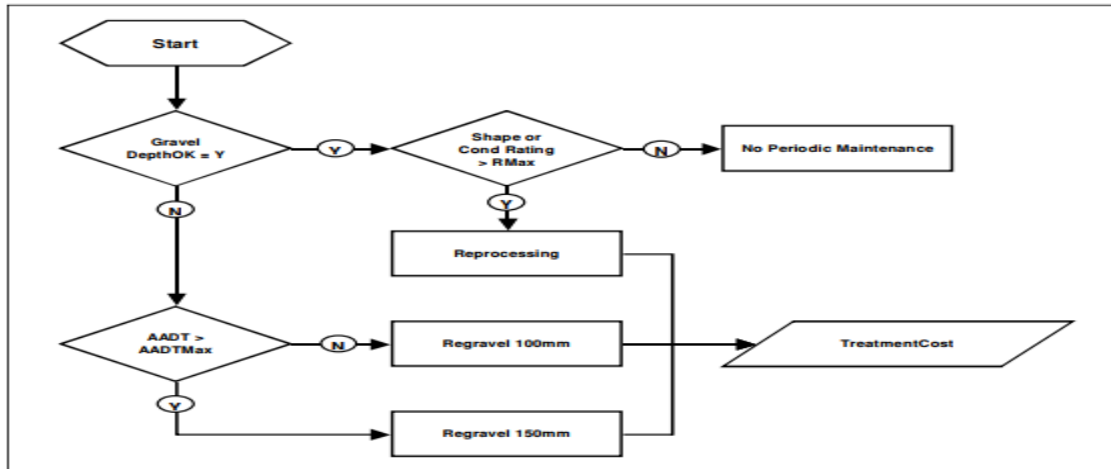 Start
Gravel
DepthOK = Y
Y
Shape or
Cond Rating
> RMax
N
No Periodic Maintenance
Y
N
Reprocessing
AADT >
AADTMax
N
Regravel 100mm
TreatmentCost
Y
Regravel 150mm